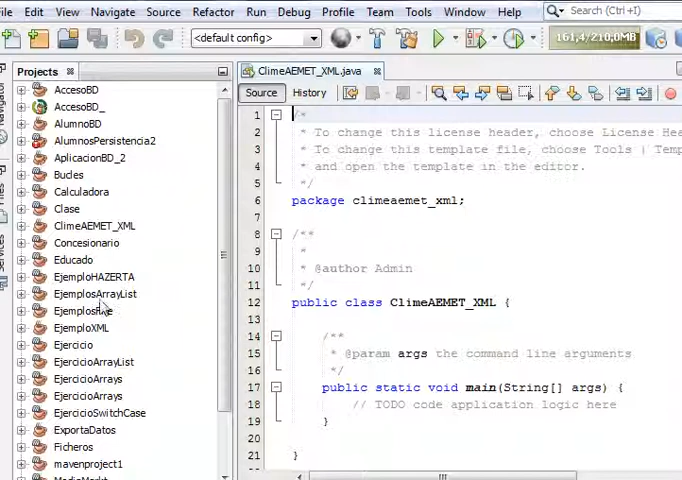 File Edit View Navigate Source Refactor Run Debug Profile Team Tools Window Help Search (Ctrl+I)
<default config> 161,4/210,0MB
Projects
ClimeAEMET_XML.java
Source History
Navigator
Files
Services
AccesoBD
AccesoBD_
AlumnoBD
AlumnosPersistencia2
AplicacionBD_2
Bucles
Calculadora
Clase
ClimeAEMET_XML
Concesionario
Educado
EjemploHAZERTA
EjemplosArrayList
EjemploXML
Ejercicio
EjercicioArrayList
EjercicioArrays
EjercicioArrays
EjercicioSwitchCase
ExportaDatos
Ficheros
mavenproject1
MediaMarkt
1 /*
2 * To change this license header, choose License Hea
3 * To change this template file, choose Tools | Temp
4 * and open the template in the editor.
5 */
6 package climeaemet_xml;
7
8 /**
9 *
10 * @author Admin
11 */
12 public class ClimeAEMET_XML {
13
14 /**
15 * @param args the command line arguments
16 */
17 public static void main(String[] args) {
18 // TODO code application logic here
19 }
20
21 }